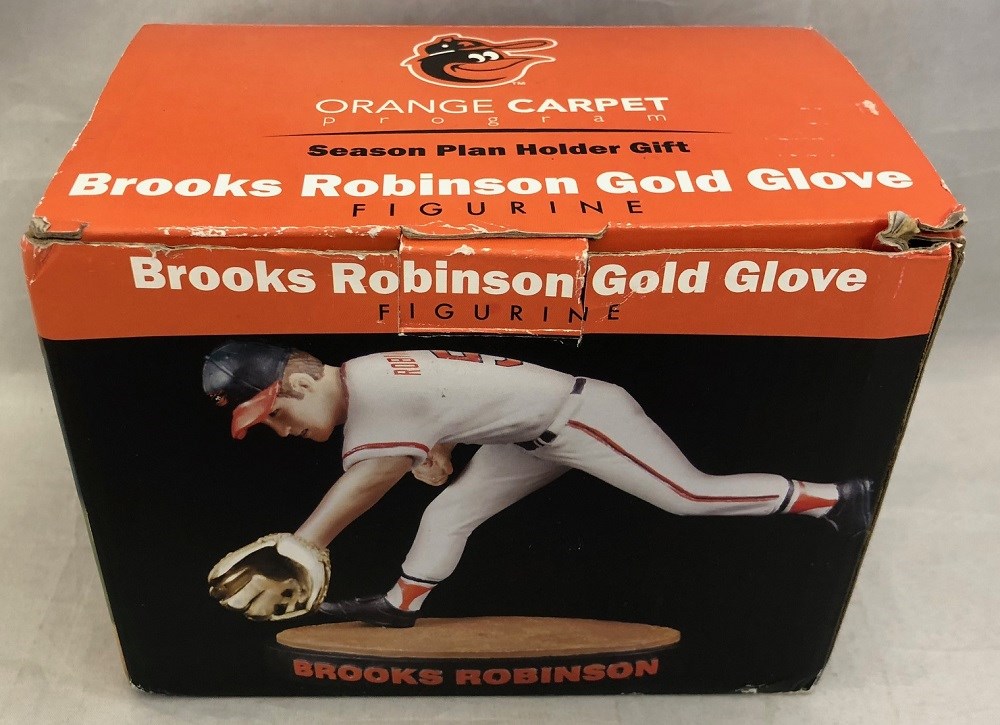 ORANGE CARPET
program
Season Plan Holder Gift
Brooks Robinson Gold Glove
FIGURINE
Brooks Robinson Gold Glove
FIGURINE
BROOKS ROBINSON